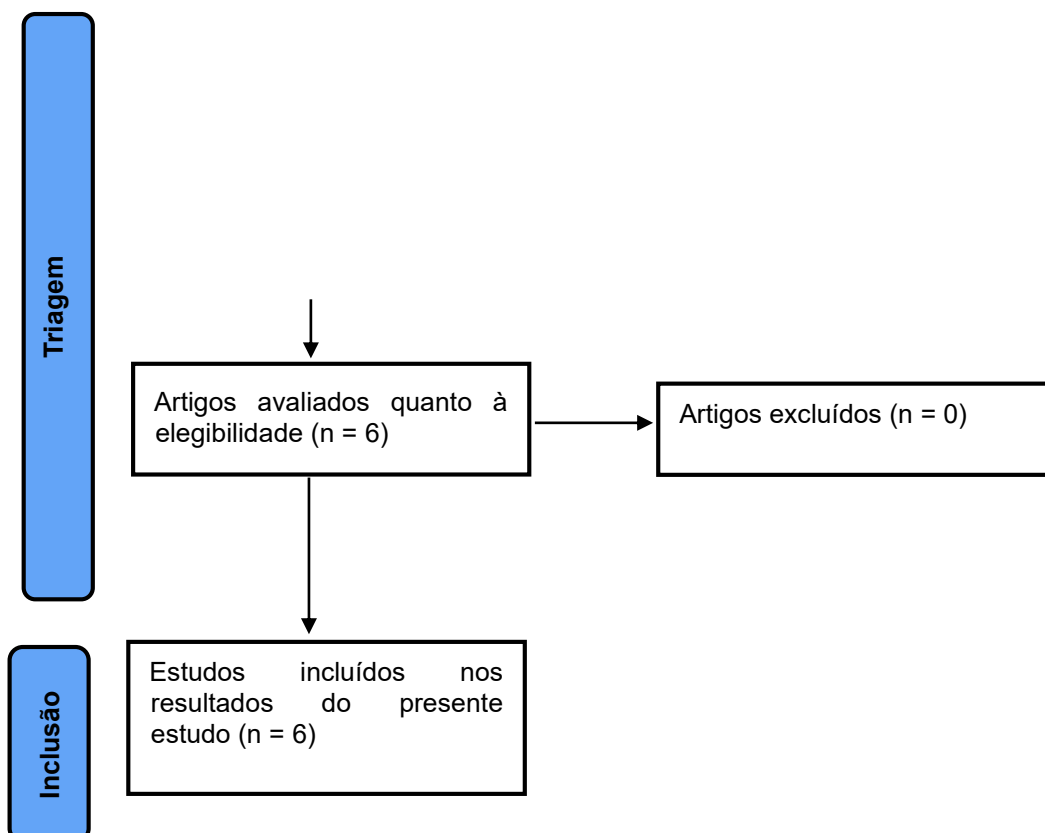 Triagem
Artigos avaliados quanto à
elegibilidade (n = 6)
Artigos excluídos (n = 0)
Inclusão
Estudos incluídos nos
resultados do presente
estudo (n = 6)